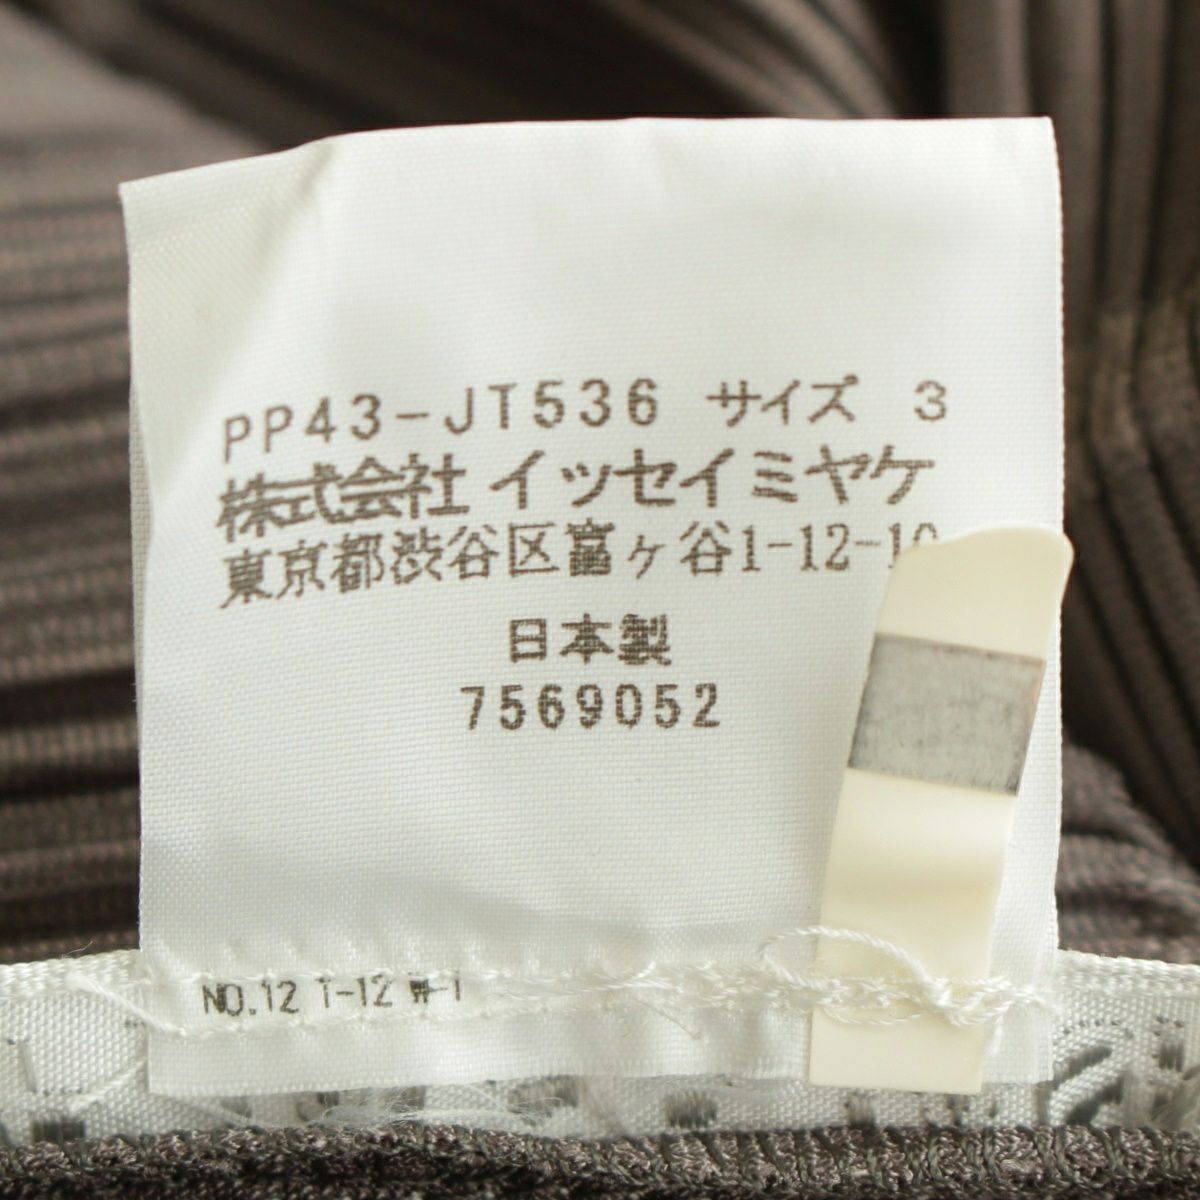 PP43-JT536 サイズ 3
株式会社 イッセイミヤケ
東京都渋谷区富ヶ谷1-12-10
日本製
7569052
NO.12 T-12 W-1